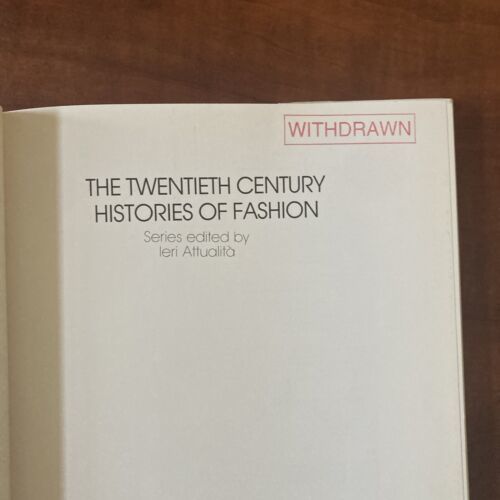 WITHDRAWN
THE TWENTIETH CENTURY
HISTORIES OF FASHION
Series edited by
Ieri Attualità